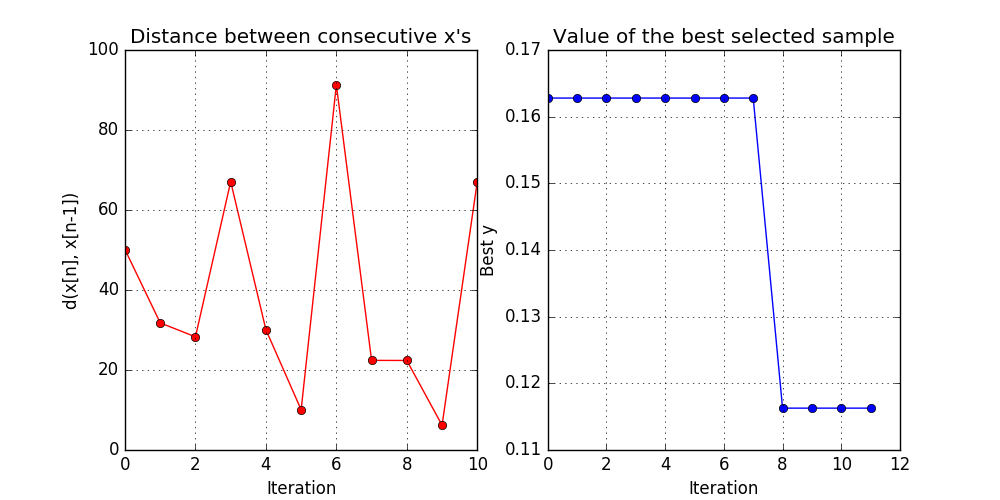 Distance between consecutive x's
100
80
60
40
20
0
d(x[n], x[n-1])
0 2 4 6 8 10
Iteration
Value of the best selected sample
0.17
0.16
0.15
0.14
0.13
0.12
0.11
Best y
0 2 4 6 8 10 12
Iteration